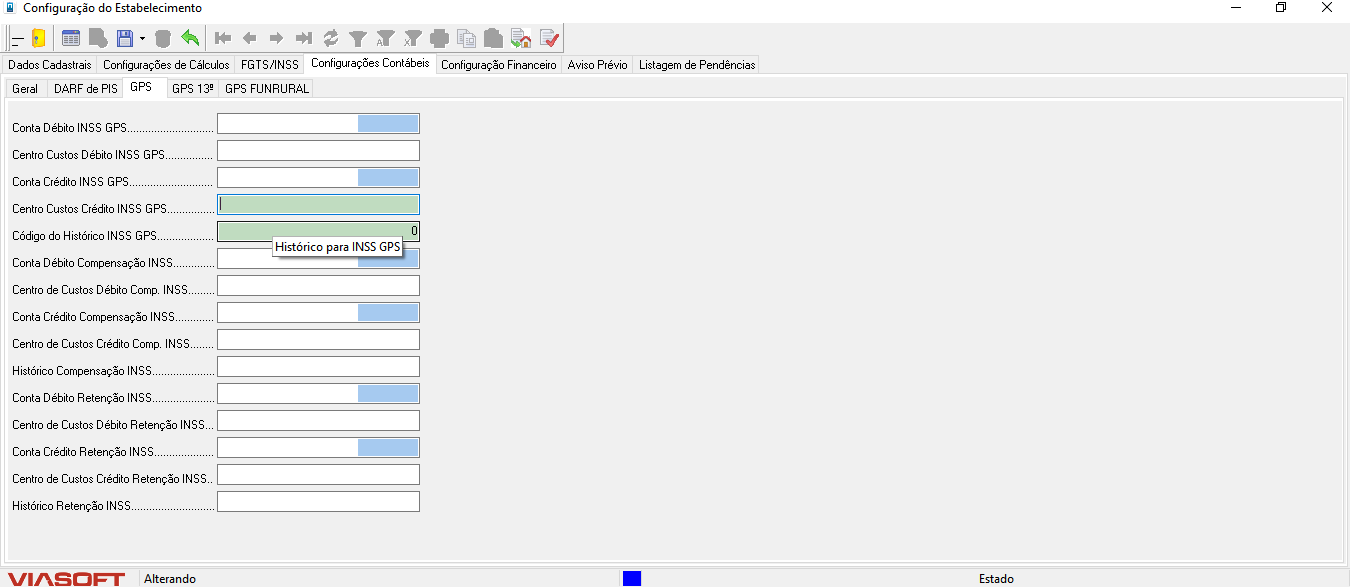 Configuração do Estabelecimento
Dados Cadastrais Configurações de Cálculos FGTS/INSS Configurações Contábeis Configuração Financeiro Aviso Prévio Listagem de Pendências
Geral DARF de PIS GPS GPS 13º GPS FUNRURAL
Conta Débito INSS GPS.............................
Centro Custos Débito INSS GPS................
Conta Crédito INSS GPS............................
Centro Custos Crédito INSS GPS................
Código do Histórico INSS GPS................... 0
Histórico para INSS GPS
Conta Débito Compensação INSS..............
Centro de Custos Débito Comp. INSS.........
Conta Crédito Compensação INSS.............
Centro de Custos Crédito Comp. INSS........
Histórico Compensação INSS.....................
Conta Débito Retenção INSS.....................
Centro de Custos Débito Retenção INSS...
Conta Crédito Retenção INSS....................
Centro de Custos Crédito Retenção INSS..
Histórico Retenção INSS............................
VIASOFT Alterando Estado